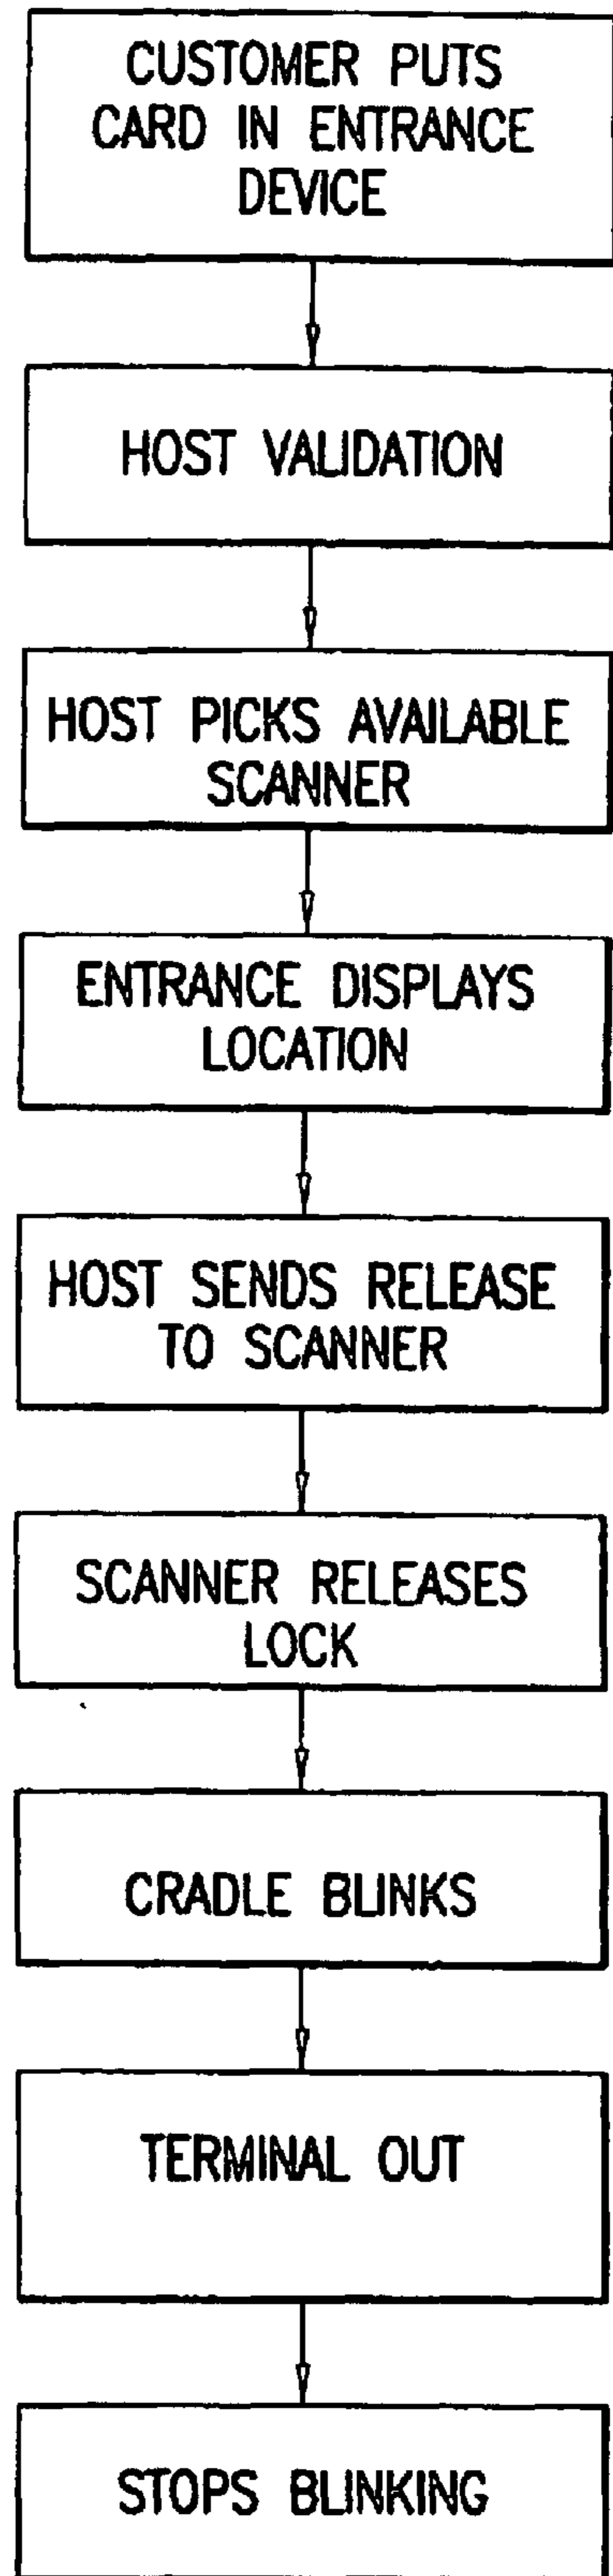 CUSTOMER PUTS
CARD IN ENTRANCE
DEVICE
HOST VALIDATION
HOST PICKS AVAILABLE
SCANNER
ENTRANCE DISPLAYS
LOCATION
HOST SENDS RELEASE
TO SCANNER
SCANNER RELEASES
LOCK
CRADLE BLINKS
TERMINAL OUT
STOPS BLINKING